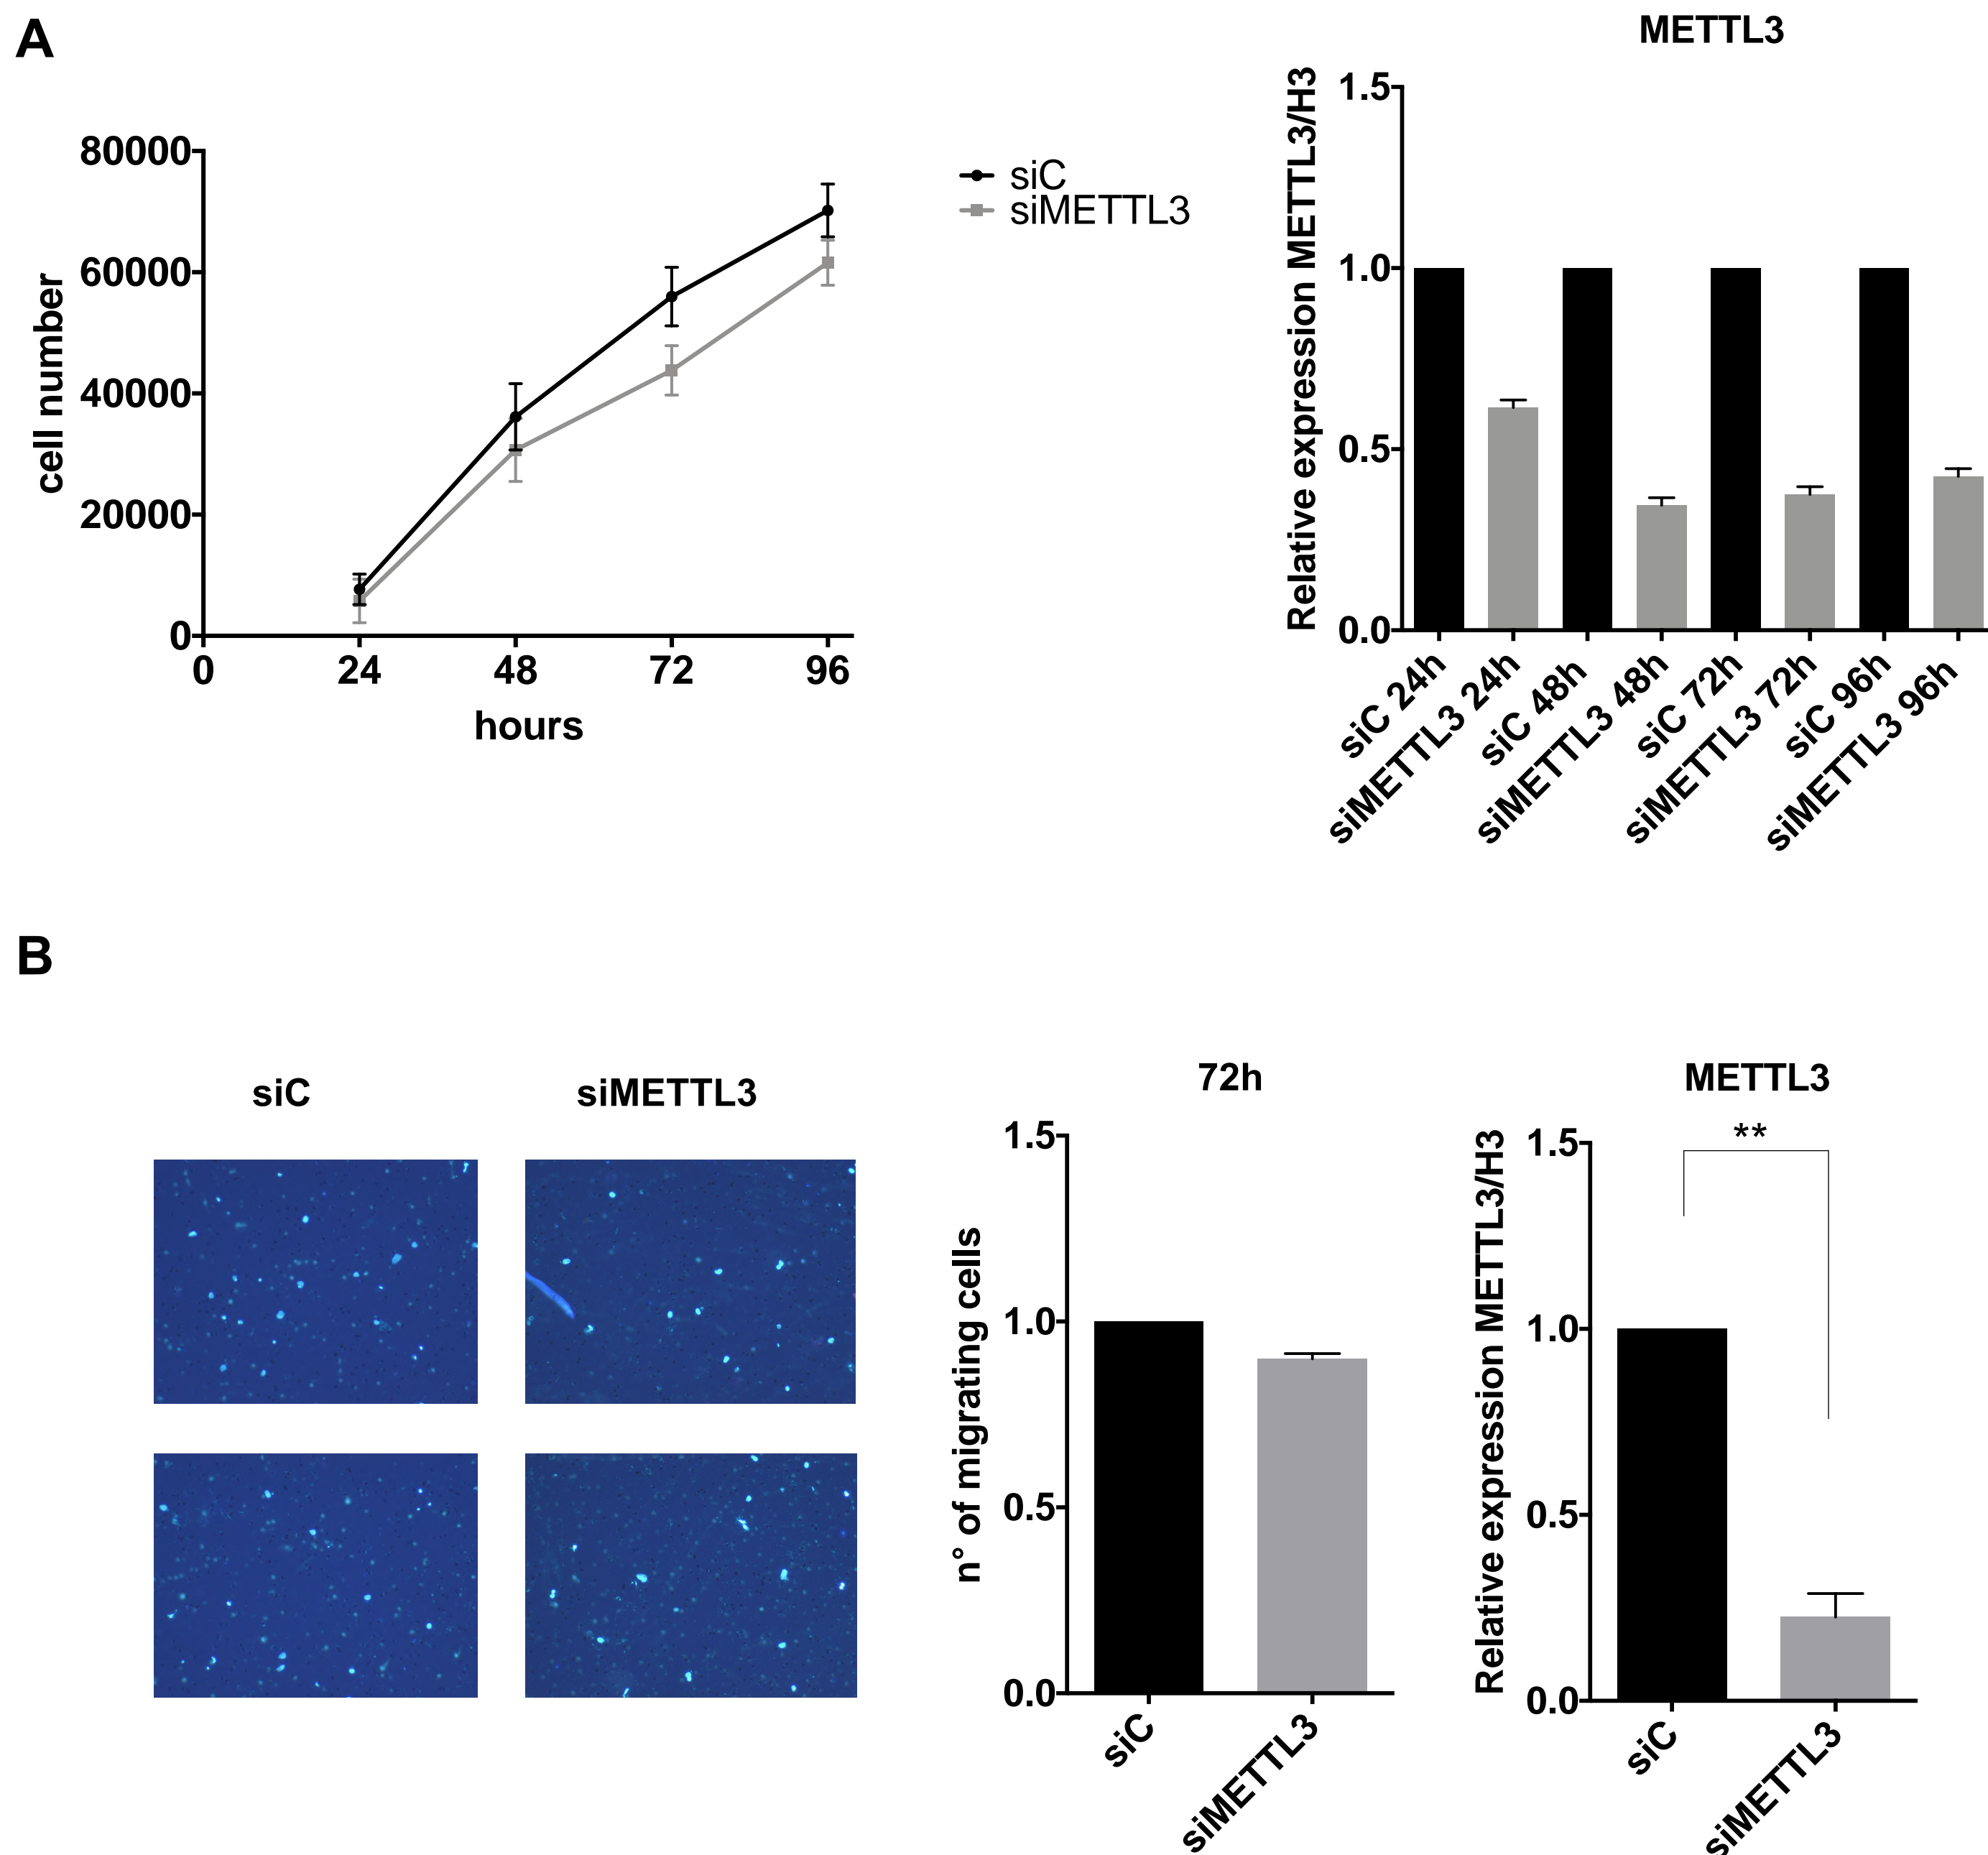 A
METTL3
80000
60000
40000
20000
0
cell number
0 24 48 72 96
hours
siC
siMETTL3
Relative expression METTL3/H3
1.5
1.0
0.5
0.0
siC 24h
siMETTL3 24h
siC 48h
siMETTL3 48h
siC 72h
siMETTL3 72h
siC 96h
siMETTL3 96h
B
siC
siMETTL3
72h
n° of migrating cells
1.5
1.0
0.5
0.0
siC
siMETTL3
METTL3
**
Relative expression METTL3/H3
1.5
1.0
0.5
0.0
siC
siMETTL3